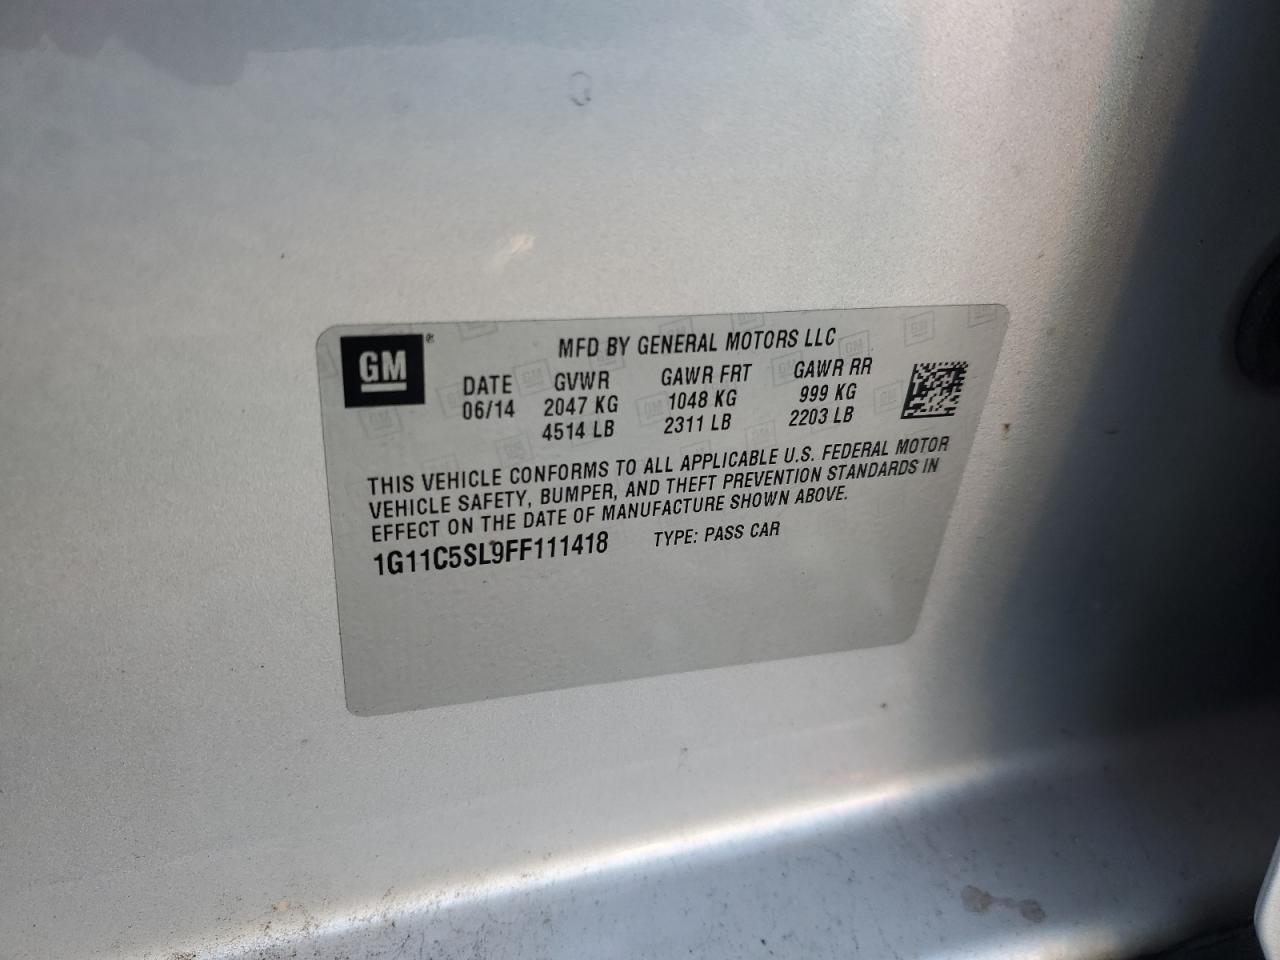 GM®
MFD BY GENERAL MOTORS LLC
DATE GVWR GAWR FRT GAWR RR
06/14 2047 KG 1048 KG 999 KG
4514 LB 2311 LB 2203 LB
THIS VEHICLE CONFORMS TO ALL APPLICABLE U.S. FEDERAL MOTOR
VEHICLE SAFETY, BUMPER, AND THEFT PREVENTION STANDARDS IN
EFFECT ON THE DATE OF MANUFACTURE SHOWN ABOVE.
1G11C5SL9FF111418 TYPE: PASS CAR